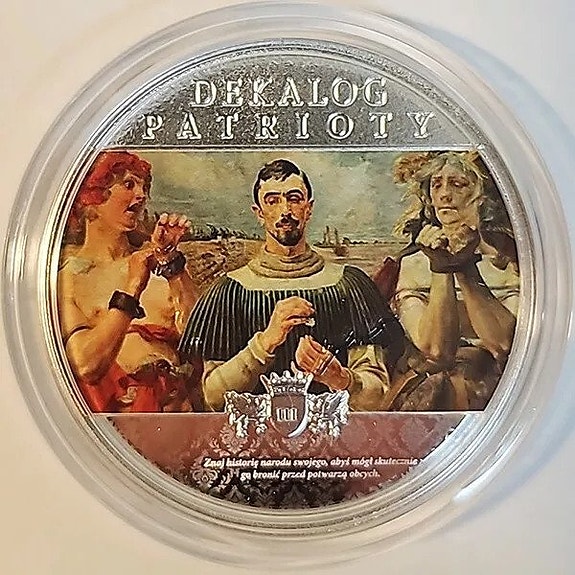 DEKALOG
PATRIOTY
III
Znaj historię narodu swojego, abyś mógł skutecznie
go bronić przed potwarzą obcych.